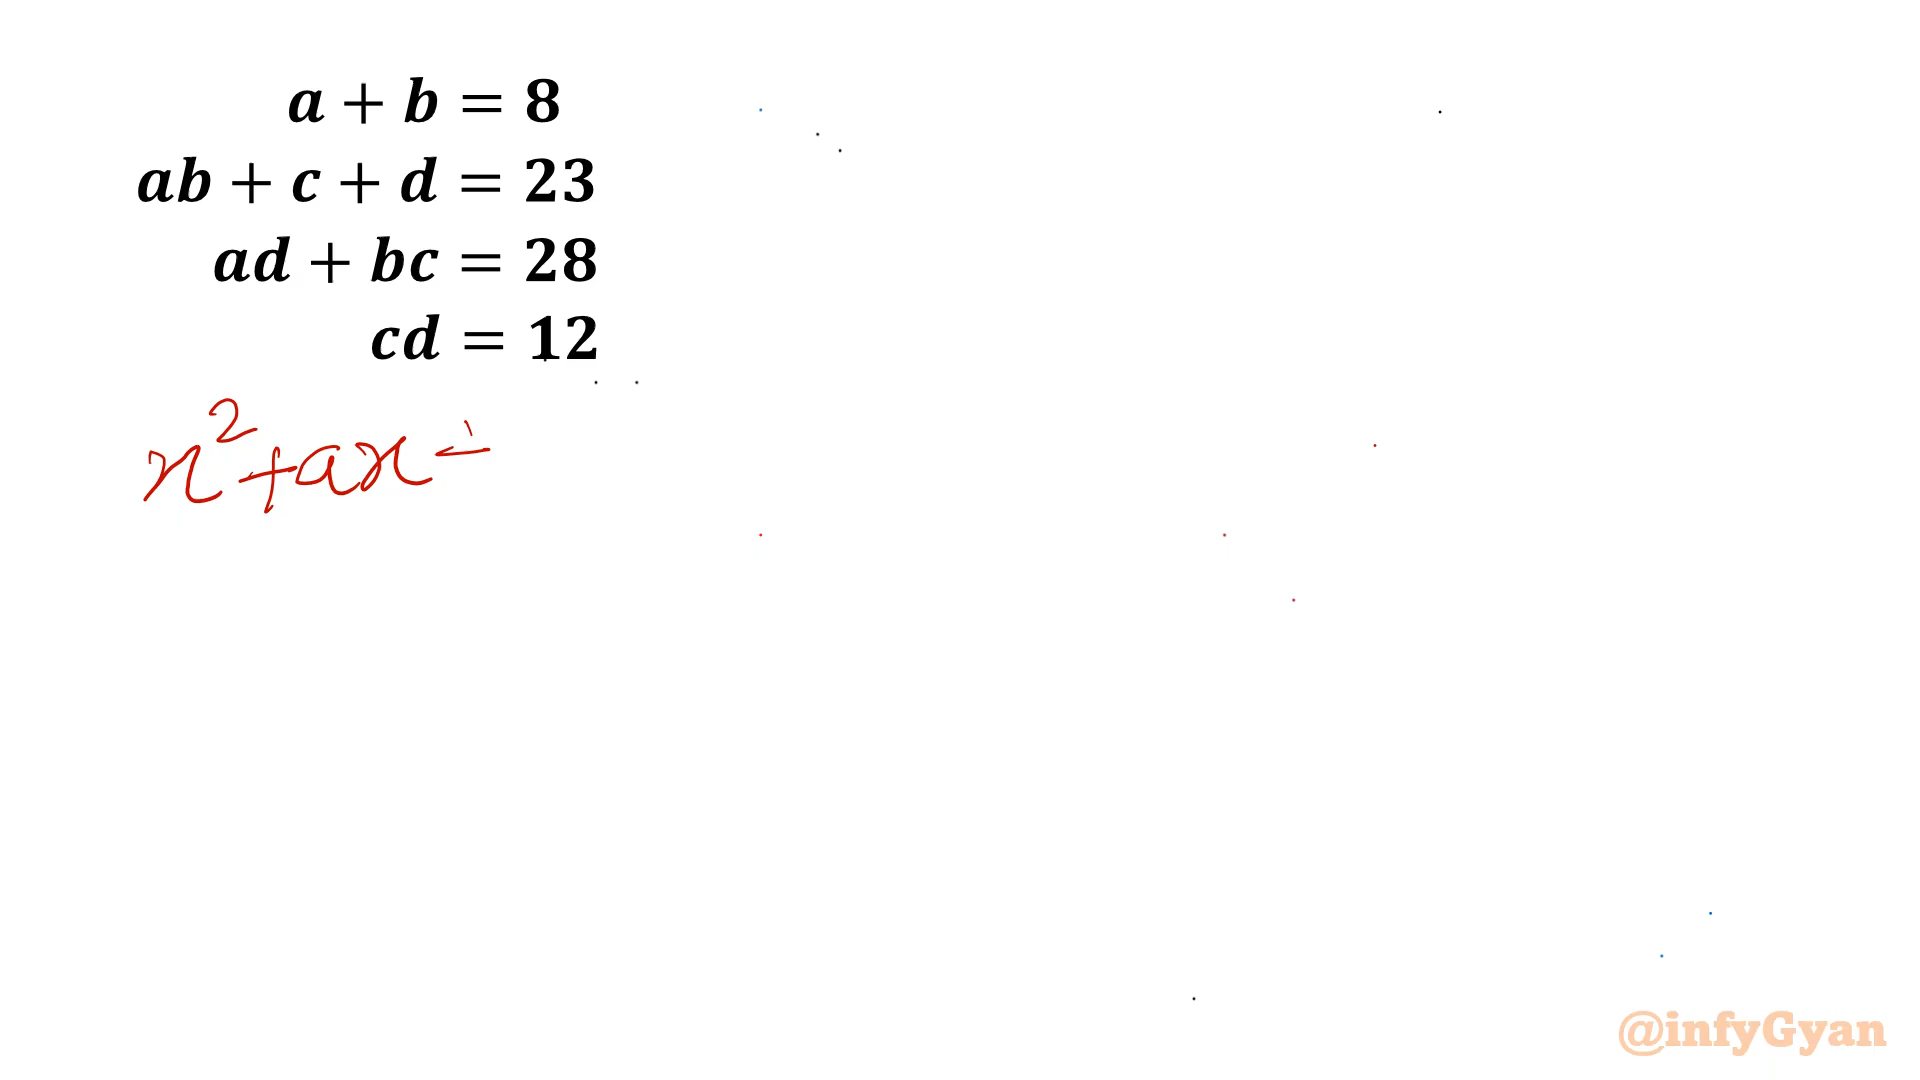 a + b = 8
ab + c + d = 23
ad + bc = 28
cd = 12
x² + ax
@infyGyan